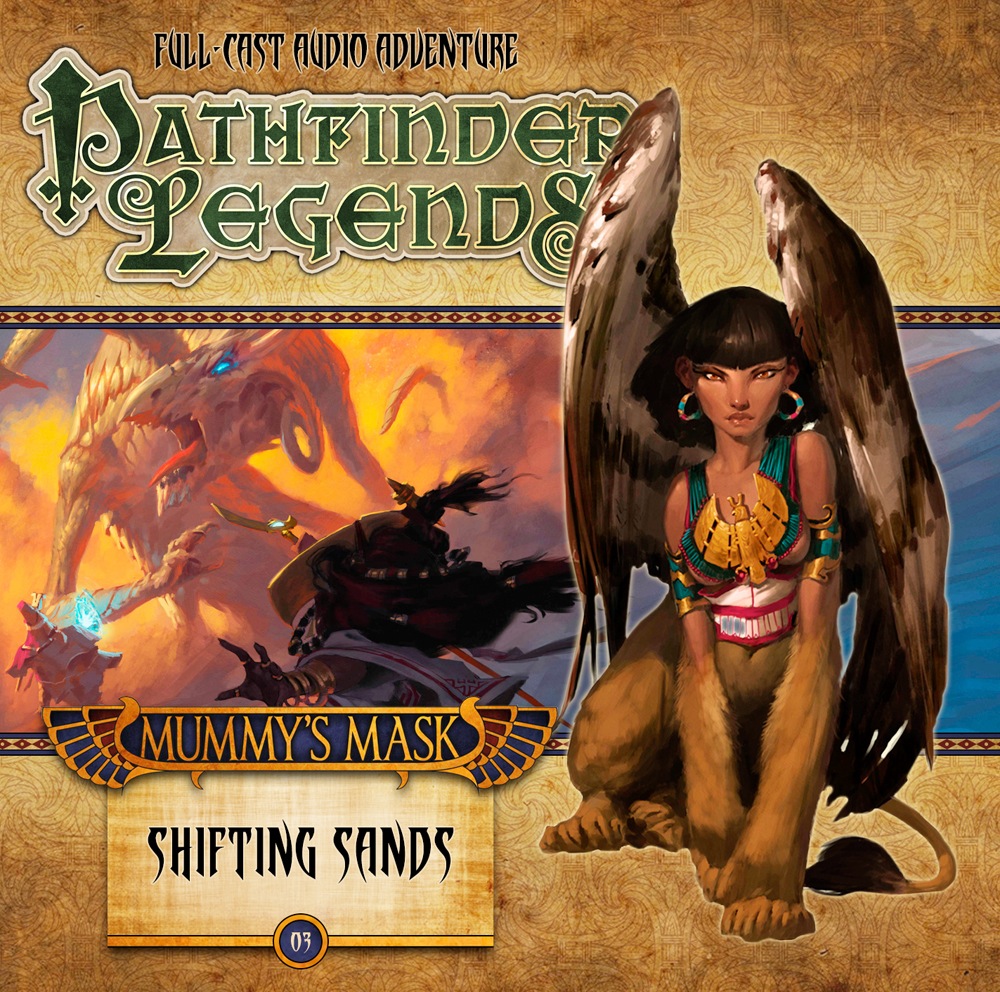 FULL-CAST AUDIO ADVENTURE
PATHFINDER
LEGENDS
MUMMY'S MASK
SHIFTING SANDS
03